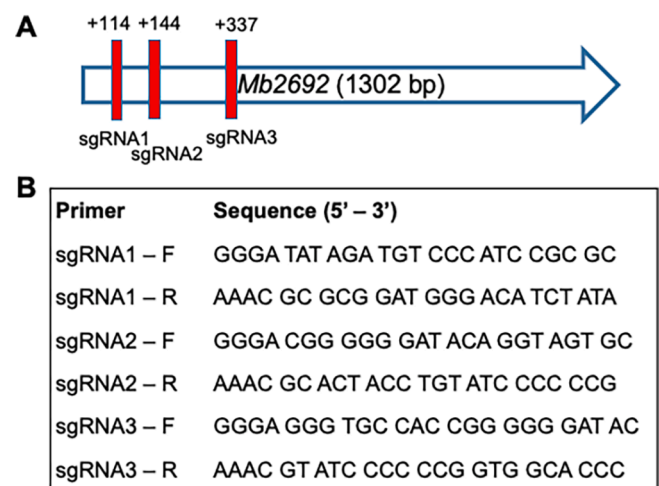 A
+114 +144 +337
Mb2692 (1302 bp)
sgRNA1 sgRNA2 sgRNA3
B
Primer Sequence (5’ – 3’)
sgRNA1 – F GGGA TAT AGA TGT CCC ATC CGC GC
sgRNA1 – R AAAC GC GCG GAT GGG ACA TCT ATA
sgRNA2 – F GGGA CGG GGG GAT ACA GGT AGT GC
sgRNA2 – R AAAC GC ACT ACC TGT ATC CCC CCG
sgRNA3 – F GGGA GGG TGC CAC CGG GGG GAT AC
sgRNA3 – R AAAC GT ATC CCC CCG GTG GCA CCC